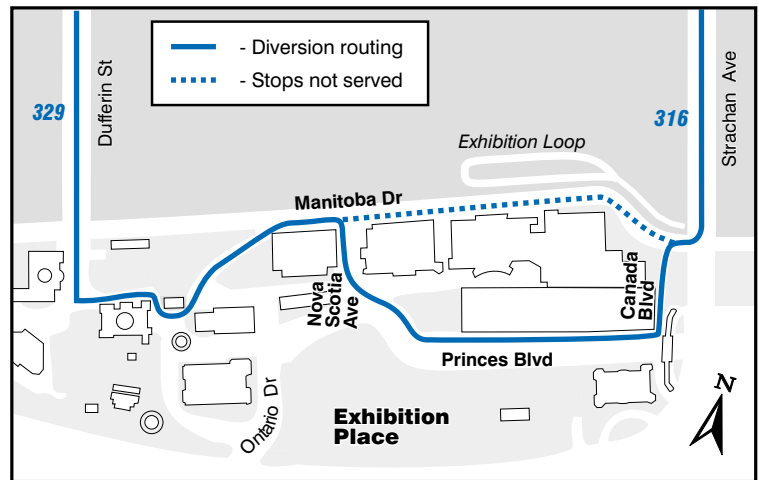 - Diversion routing
- Stops not served
329
Dufferin St
316
Strachan Ave
Exhibition Loop
Manitoba Dr
Nova
Scotia
Ave
Canada
Blvd
Princes Blvd
Ontario Dr
Exhibition
Place
N